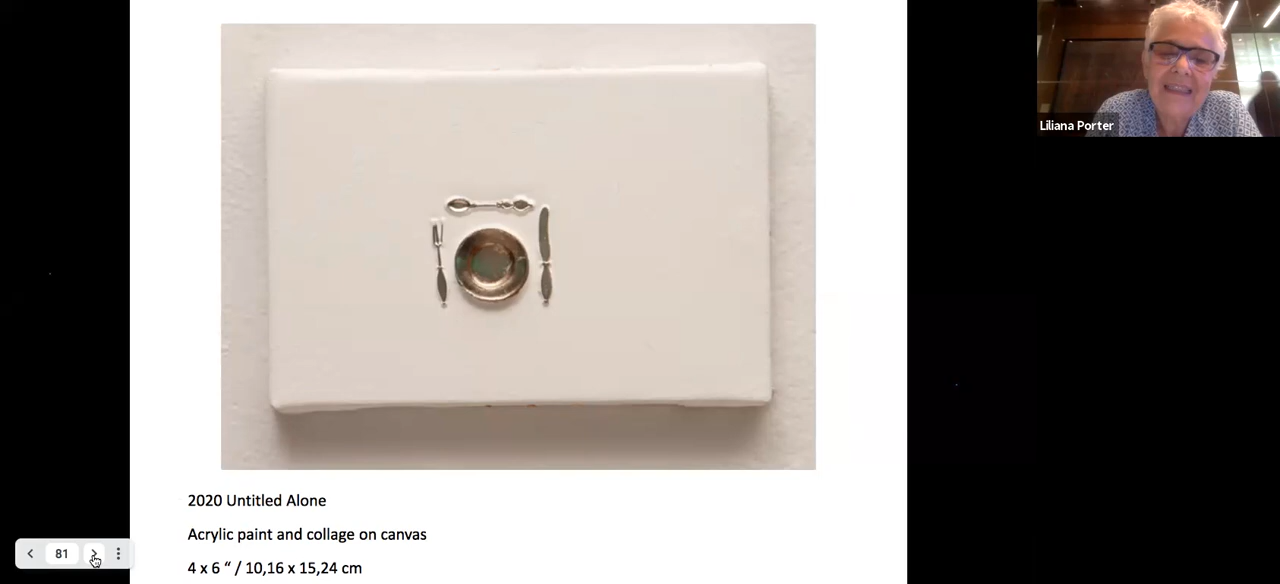 Liliana Porter
2020 Untitled Alone
Acrylic paint and collage on canvas
4 x 6 “ / 10,16 x 15,24 cm
81